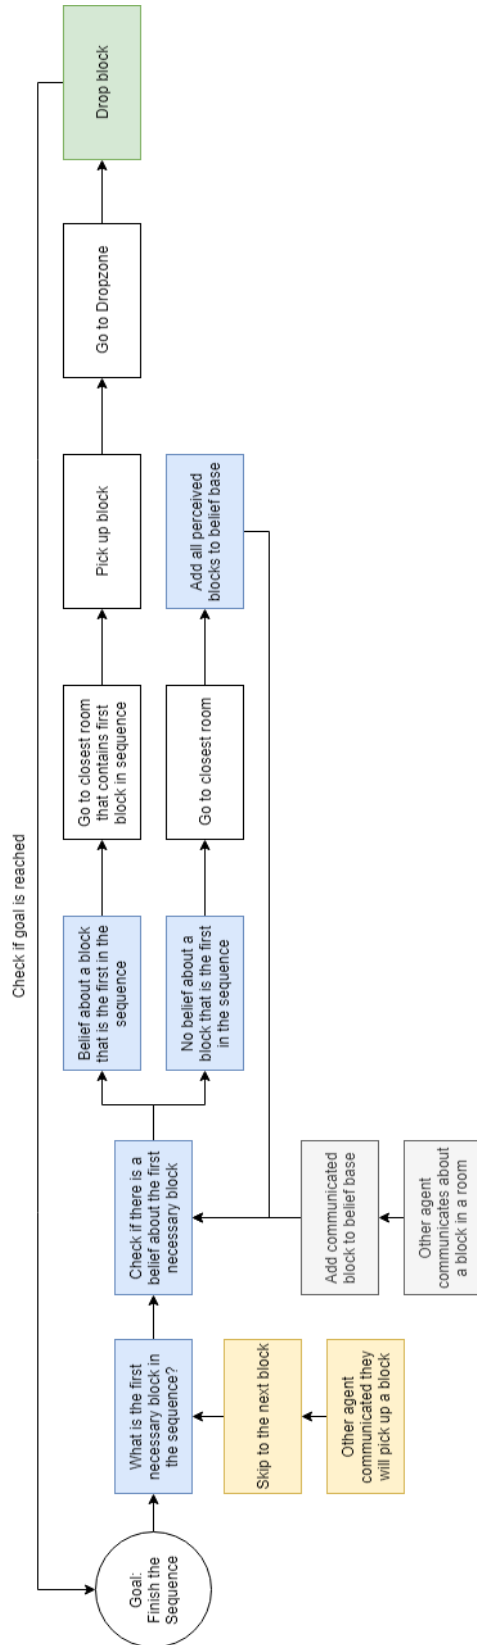 Check if goal is reached
Goal:
Finish the
Sequence
What is the first
necessary block in
the sequence?
Check if there is a
belief about the first
necessary block
Belief about a block
that is the first in the
sequence
Go to closest room
that contains first
block in sequence
Pick up block
Go to Dropzone
Drop block
No belief about a
block that is the first
in the sequence
Go to closest room
Add all perceived
blocks to belief base
Skip to the next block
Other agent
communicated they
will pick up a block
Add communicated
block to belief base
Other agent
communicates about
a block in a room